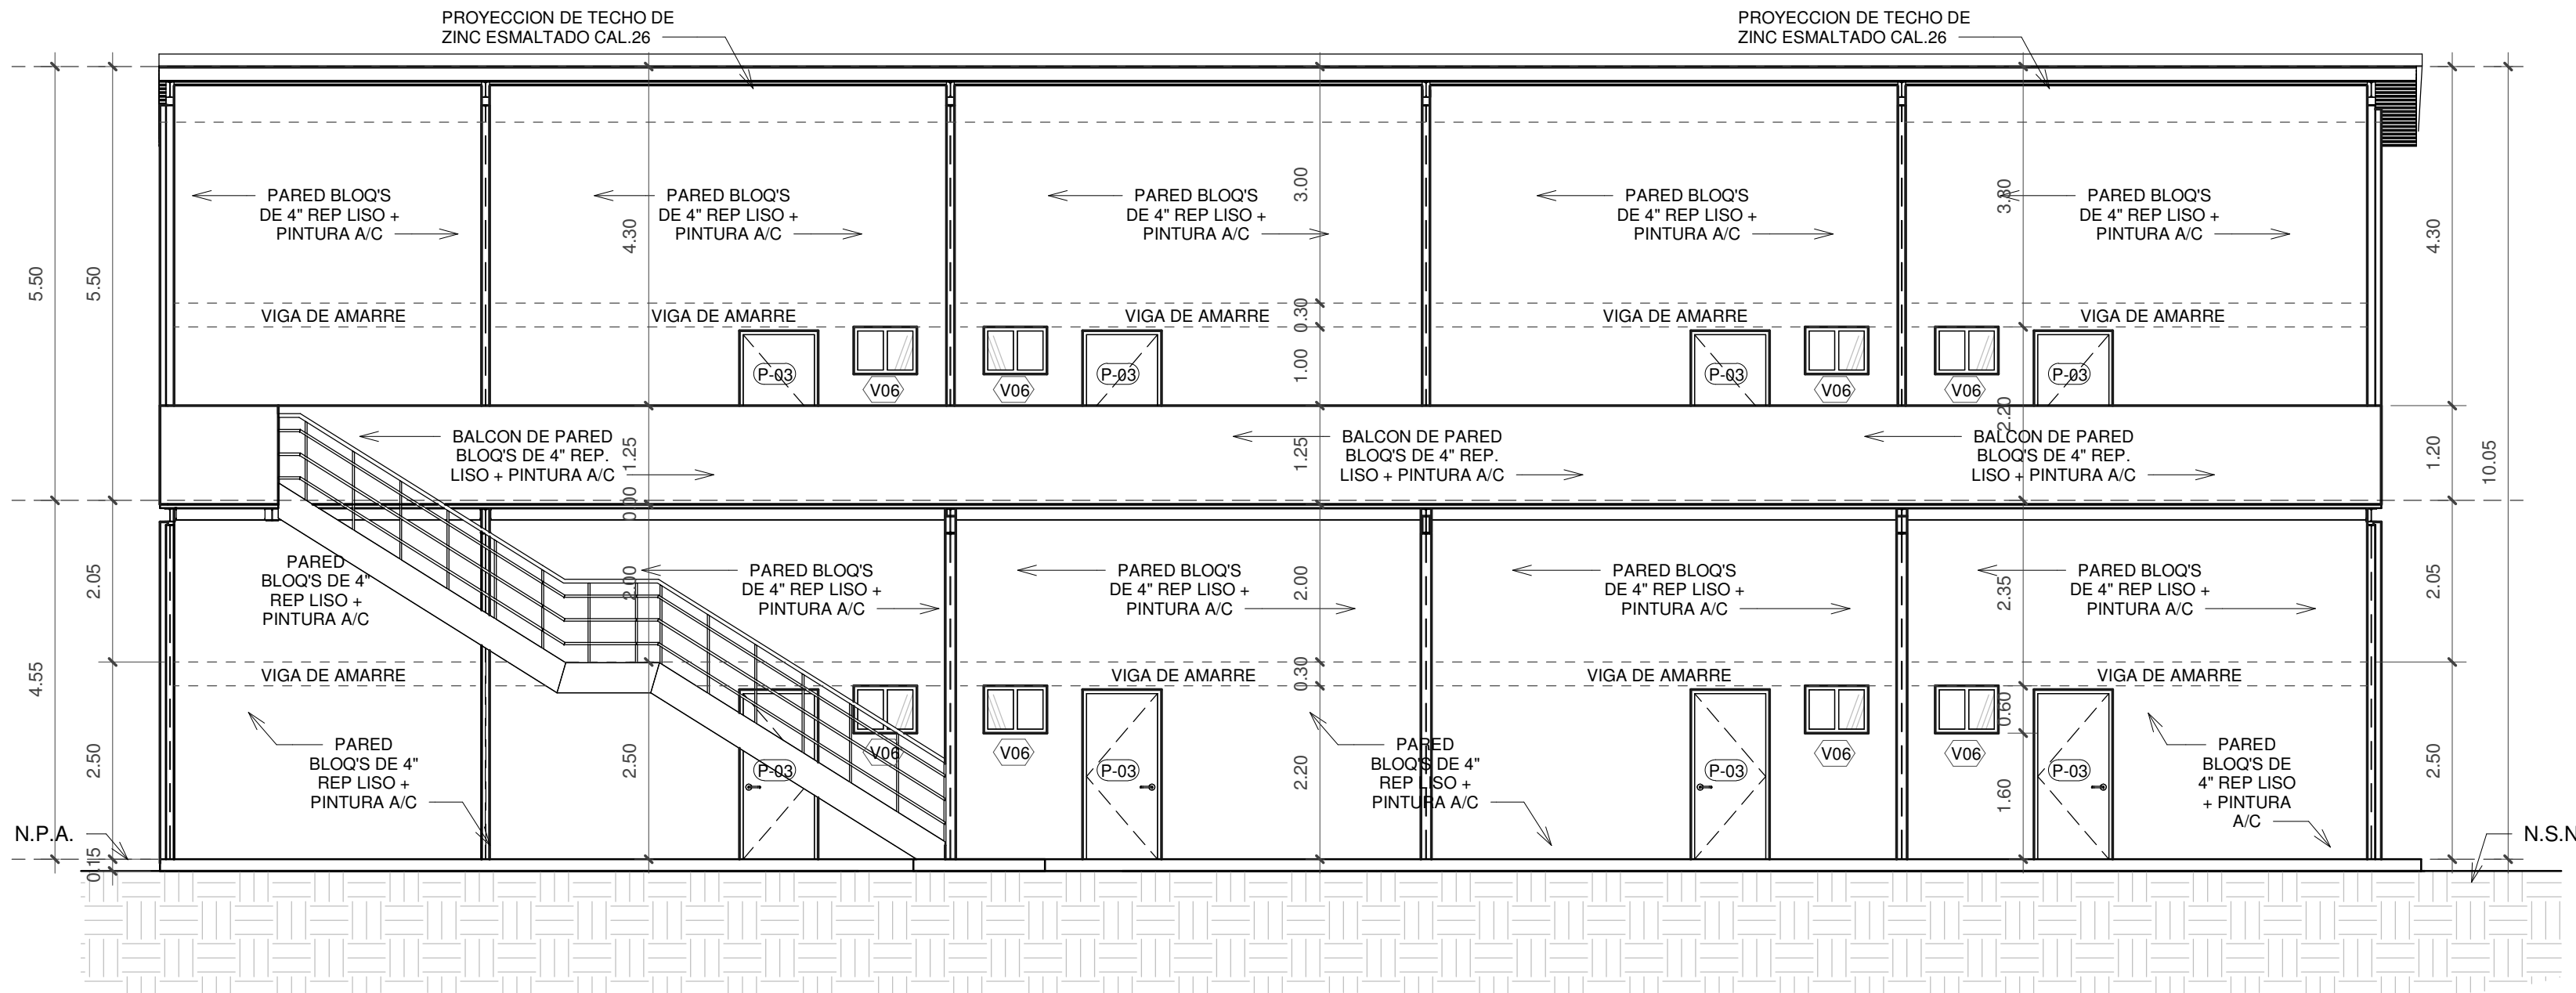 PROYECCION DE TECHO DE
ZINC ESMALTADO CAL.26
PROYECCION DE TECHO DE
ZINC ESMALTADO CAL.26
PARED BLOQ'S
DE 4" REP LISO +
PINTURA A/C
PARED BLOQ'S
DE 4" REP LISO +
PINTURA A/C
PARED BLOQ'S
DE 4" REP LISO +
PINTURA A/C
PARED BLOQ'S
DE 4" REP LISO +
PINTURA A/C
PARED BLOQ'S
DE 4" REP LISO +
PINTURA A/C
5.50
5.50
4.30
3.00
3.30
4.30
VIGA DE AMARRE
VIGA DE AMARRE
VIGA DE AMARRE
VIGA DE AMARRE
VIGA DE AMARRE
0.30
1.00
P-03
V06
V06
P-03
P-03
V06
V06
P-03
2.20
BALCON DE PARED
BLOQ'S DE 4" REP.
LISO + PINTURA A/C
BALCON DE PARED
BLOQ'S DE 4" REP.
LISO + PINTURA A/C
BALCON DE PARED
BLOQ'S DE 4" REP.
LISO + PINTURA A/C
1.25
1.25
1.20
10.05
0.00
PARED
BLOQ'S DE 4"
REP LISO +
PINTURA A/C
PARED BLOQ'S
DE 4" REP LISO +
PINTURA A/C
PARED BLOQ'S
DE 4" REP LISO +
PINTURA A/C
PARED BLOQ'S
DE 4" REP LISO +
PINTURA A/C
PARED BLOQ'S
DE 4" REP LISO +
PINTURA A/C
4.55
2.05
2.00
2.00
2.35
2.05
VIGA DE AMARRE
VIGA DE AMARRE
VIGA DE AMARRE
VIGA DE AMARRE
0.30
0.60
PARED
BLOQ'S DE 4"
REP LISO +
PINTURA A/C
PARED
BLOQ'S DE 4"
REP LISO +
PINTURA A/C
PARED
BLOQ'S DE
4" REP LISO
+ PINTURA
A/C
V06
V06
V06
V06
P-03
P-03
P-03
P-03
2.50
2.50
2.20
1.60
2.50
N.P.A.
0.15
N.S.N